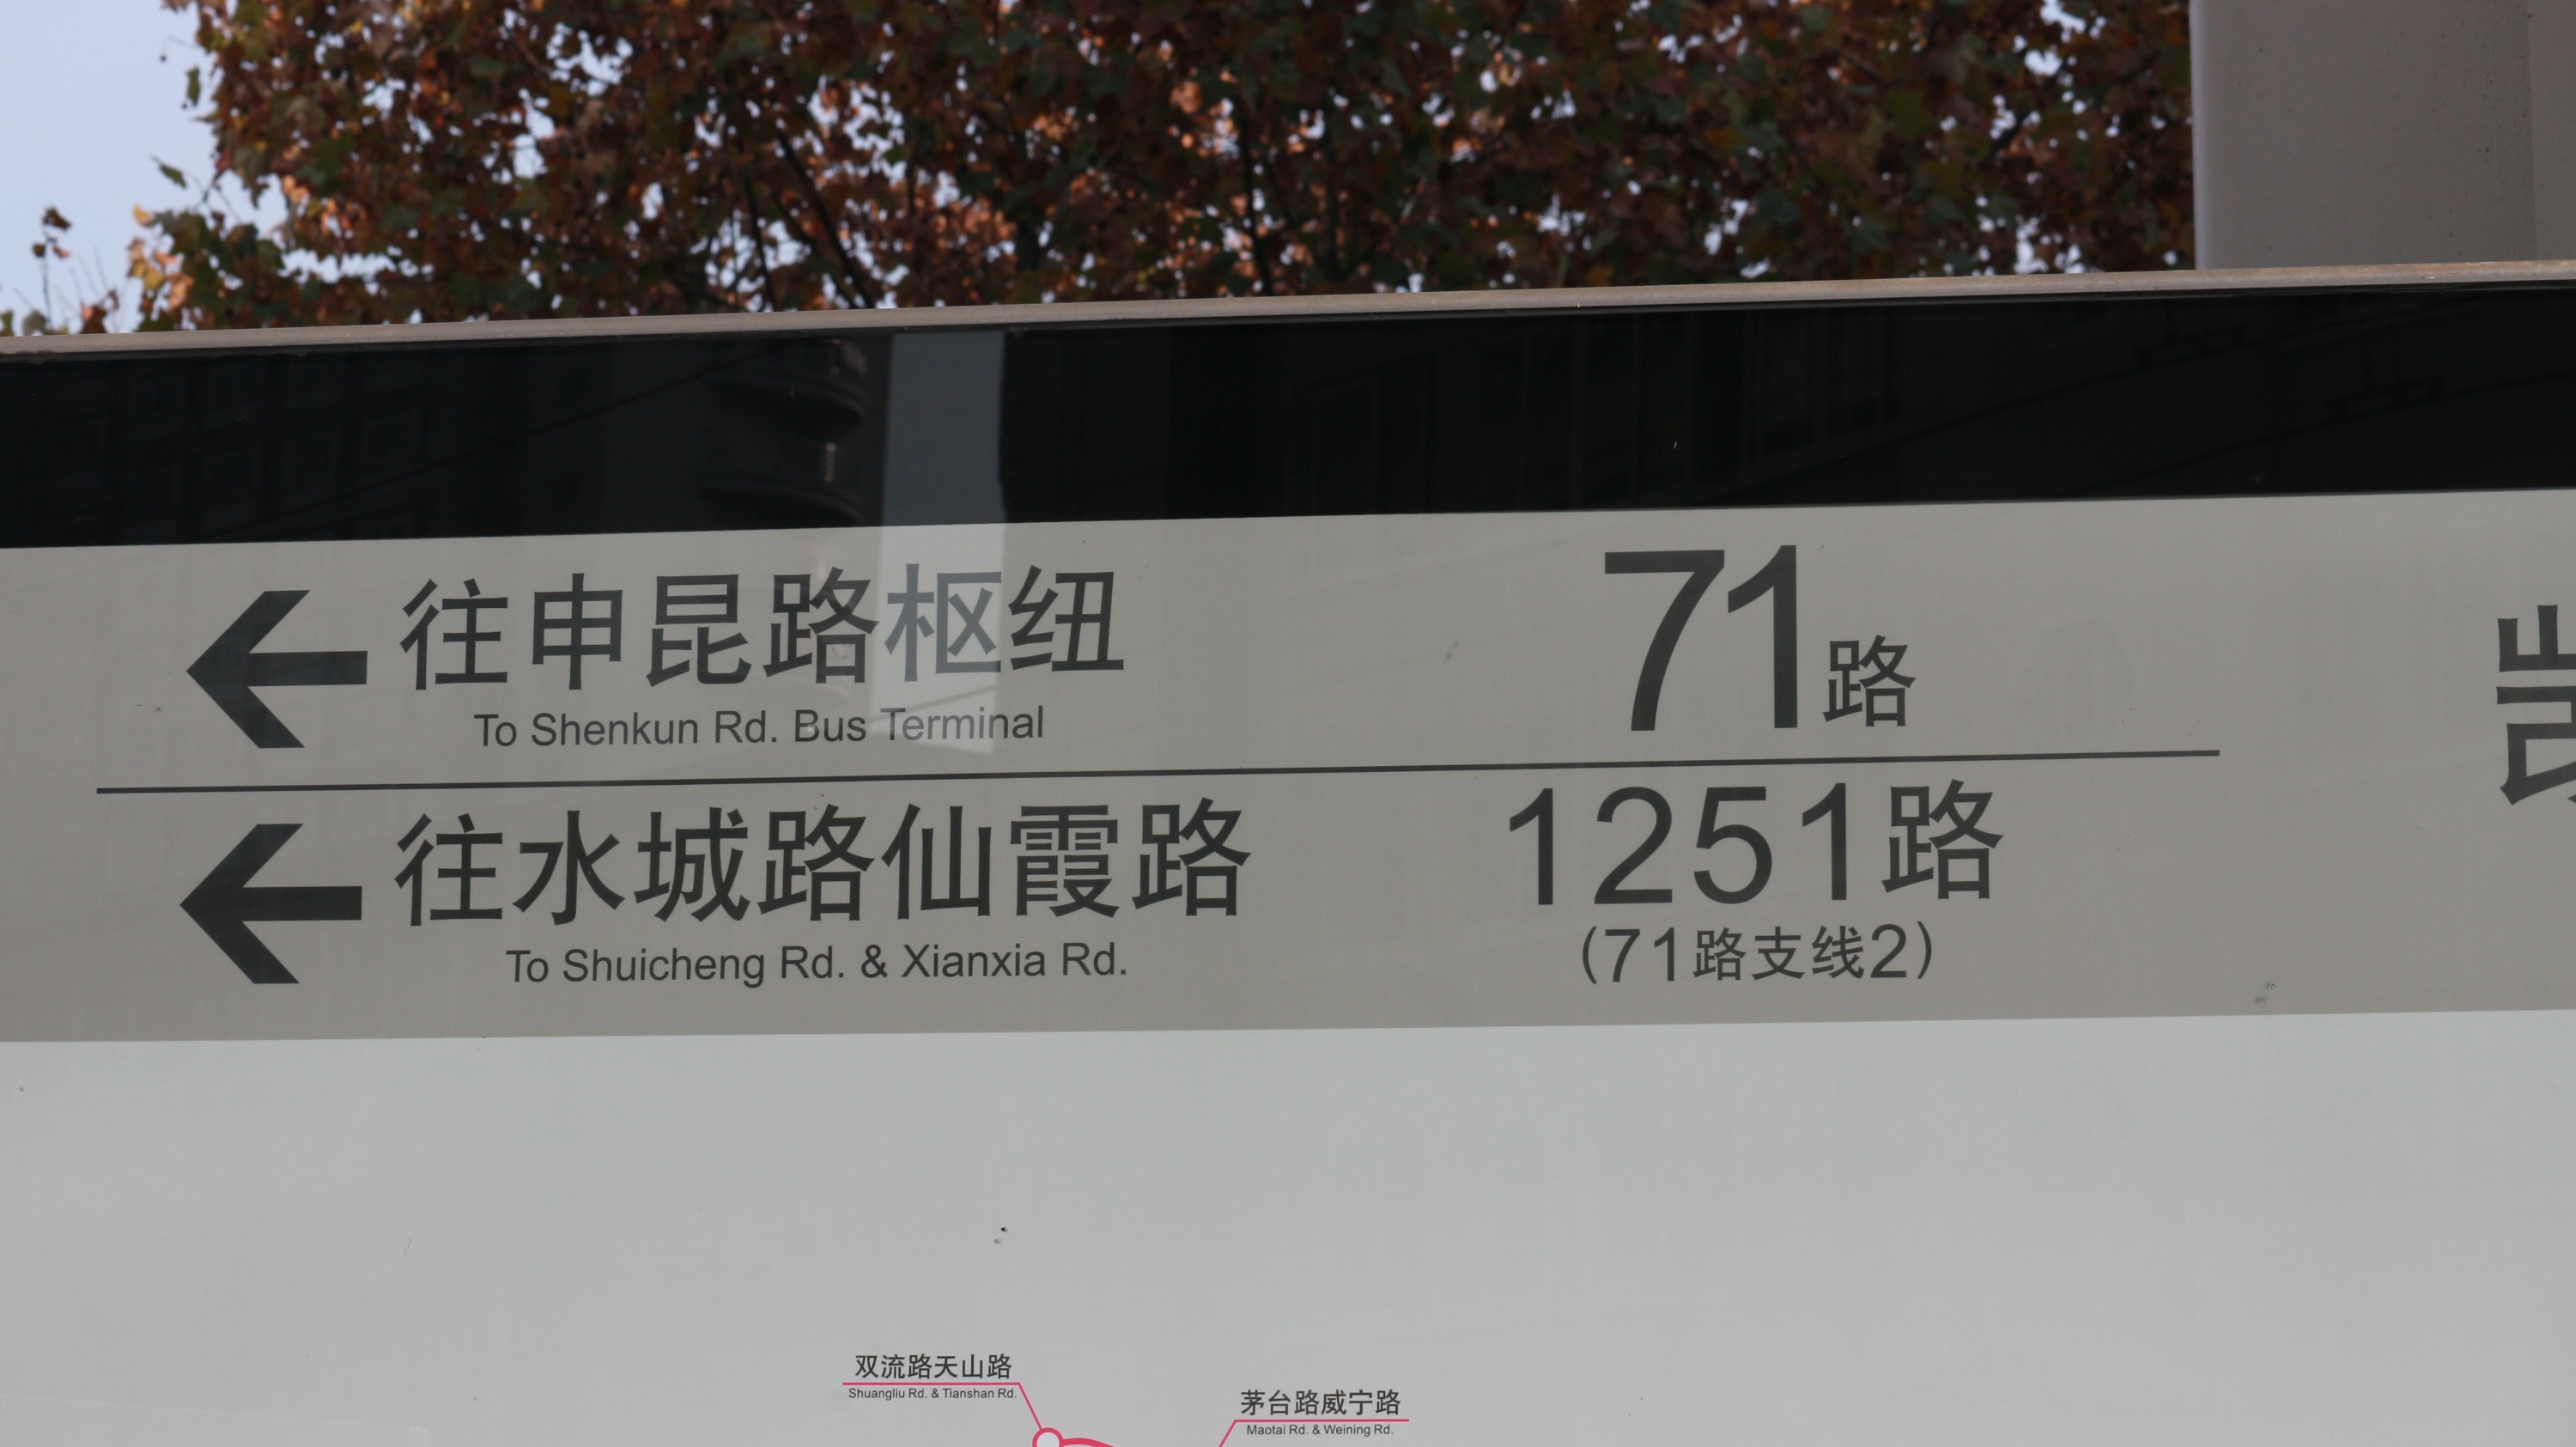 往申昆路枢纽
To Shenkun Rd. Bus Terminal
71路
往水城路仙霞路
To Shuicheng Rd. & Xianxia Rd.
1251路
(71路支线2)
双流路天山路
Shuangliu Rd. & Tianshan Rd.
茅台路威宁路
Maotai Rd. & Weining Rd.